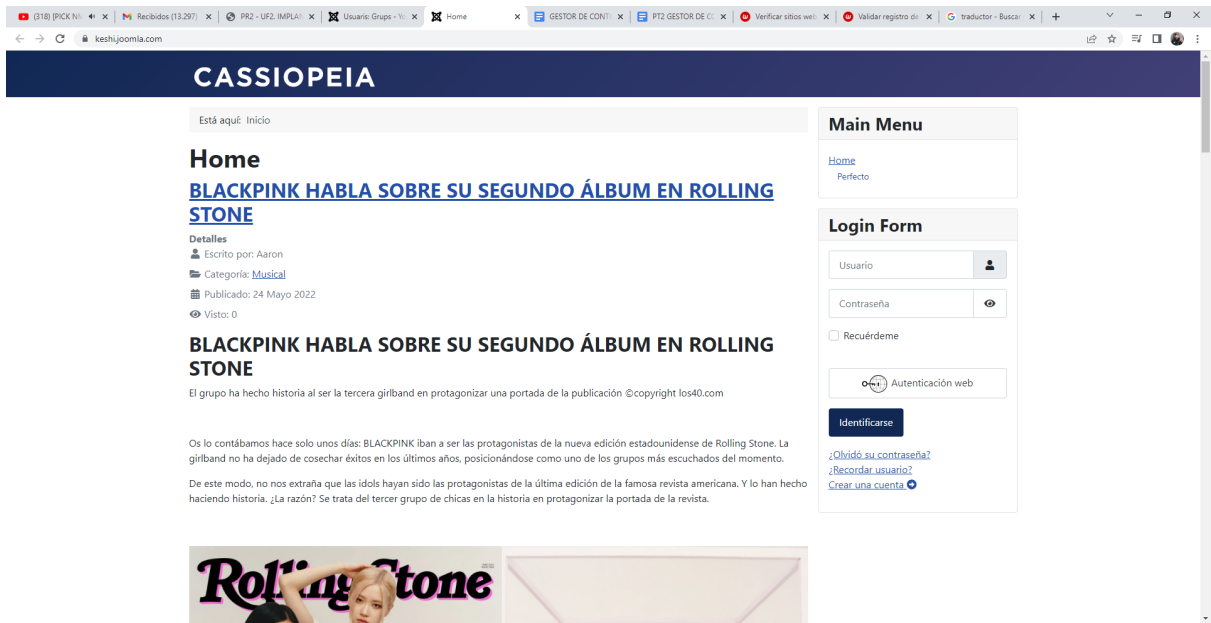 (318) [PICK N
Recibidos (13.297)
PR2 - UF2. IMPLA
Usuaris: Grups - Yo
Home
GESTOR DE CONT
PT2 GESTOR DE CO
Verificar sitios web
Validar registro de
traductor - Buscar
keshi.joomla.com
CASSIOPEIA
Está aquí: Inicio
Home
BLACKPINK HABLA SOBRE SU SEGUNDO ÁLBUM EN ROLLING
STONE
Detalles
Escrito por: Aaron
Categoría: Musical
Publicado: 24 Mayo 2022
Visto: 0
BLACKPINK HABLA SOBRE SU SEGUNDO ÁLBUM EN ROLLING
STONE
El grupo ha hecho historia al ser la tercera girlband en protagonizar una portada de la publicación ©copyright los40.com
Os lo contábamos hace solo unos días: BLACKPINK iban a ser las protagonistas de la nueva edición estadounidense de Rolling Stone. La
girlband no ha dejado de cosechar éxitos en los últimos años, posicionándose como uno de los grupos más escuchados del momento.
De este modo, no nos extraña que las idols hayan sido las protagonistas de la última edición de la famosa revista americana. Y lo han hecho
haciendo historia. ¿La razón? Se trata del tercer grupo de chicas en la historia en protagonizar la portada de la revista.
Rolling Stone
Main Menu
Home
Perfecto
Login Form
Usuario
Contraseña
Recuérdeme
Autenticación web
Identificarse
¿Olvidó su contraseña?
¿Recordar usuario?
Crear una cuenta